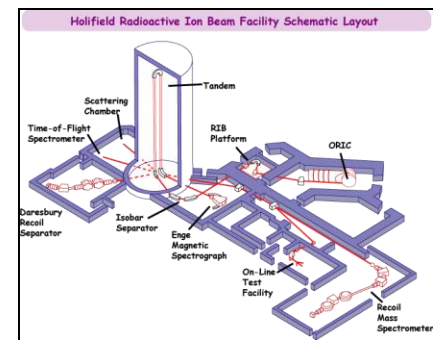 Holifield Radioactive Ion Beam Facility Schematic Layout
Tandem
Scattering
Chamber
Time-of-Flight
Spectrometer
RIB
Platform
ORIC
Daresbury
Recoil
Separator
Isobar
Separator
Enge
Magnetic
Spectrograph
On-Line
Test
Facility
Recoil
Mass
Spectrometer